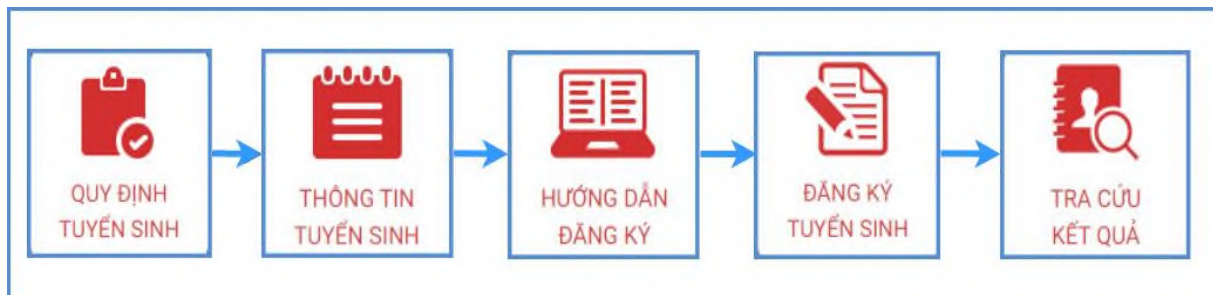 QUY ĐỊNH
TUYỂN SINH
THÔNG TIN
TUYỂN SINH
HƯỚNG DẪN
ĐĂNG KÝ
ĐĂNG KÝ
TUYỂN SINH
TRA CỨU
KẾT QUẢ